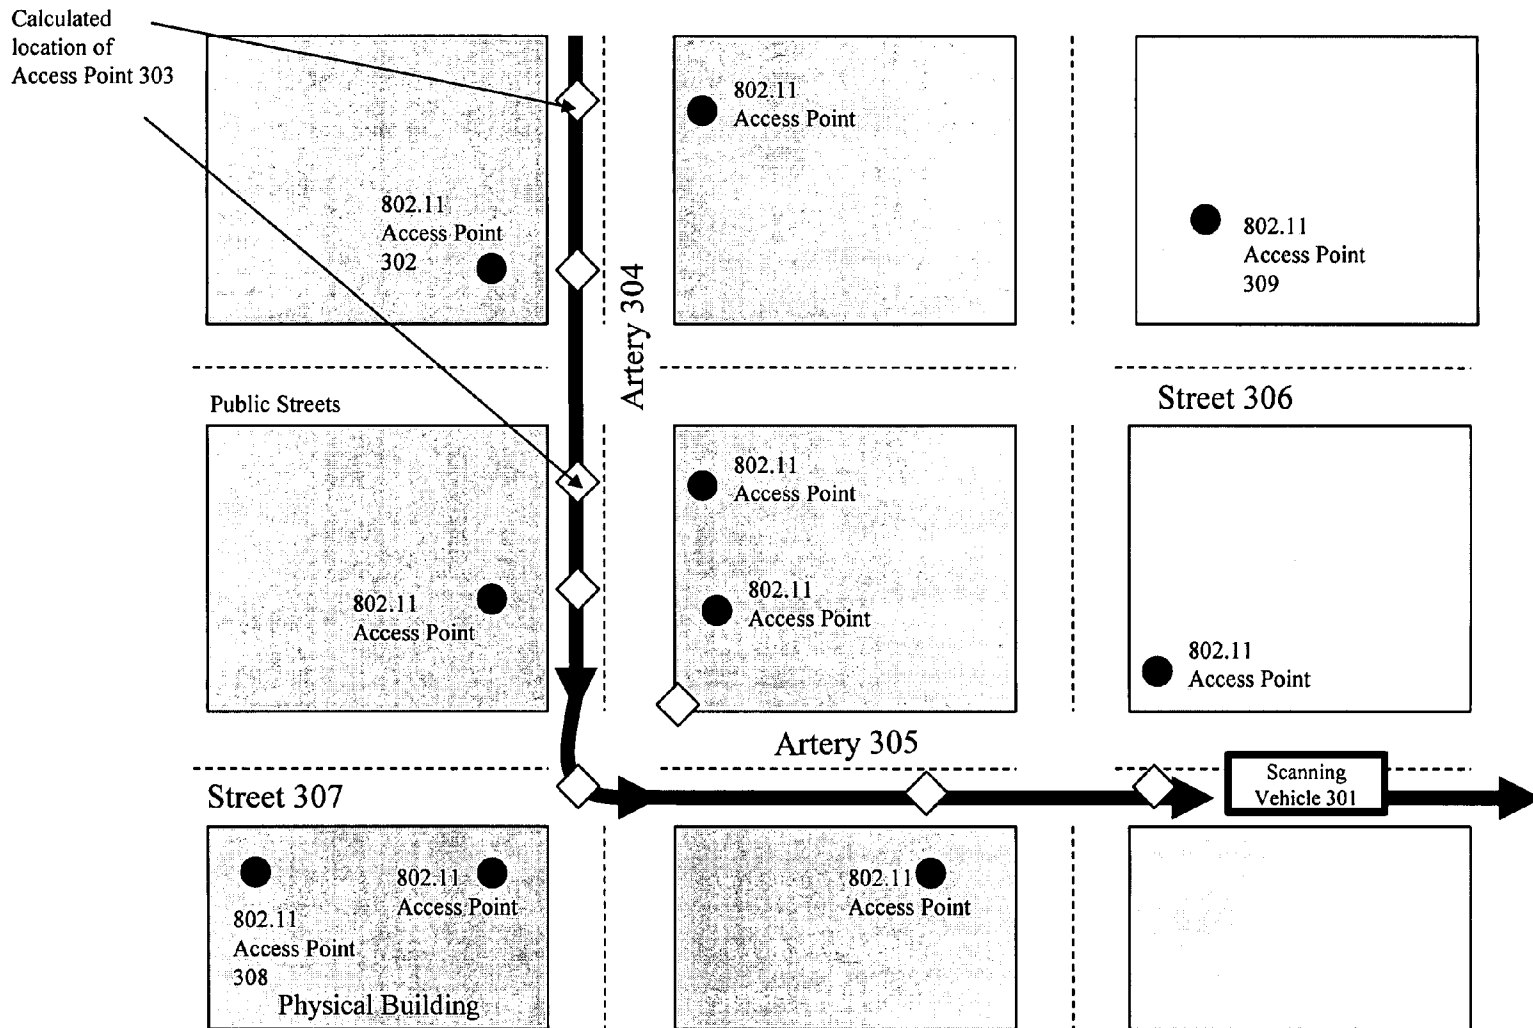 Calculated
location of
Access Point 303
802.11
Access Point
802.11
Access Point
302
802.11
Access Point
309
Artery 304
Public Streets
Street 306
802.11
Access Point
802.11
Access Point
802.11
Access Point
802.11
Access Point
Artery 305
Street 307
Scanning
Vehicle 301
802.11
Access Point
308
802.11
Access Point
802.11
Access Point
Physical Building